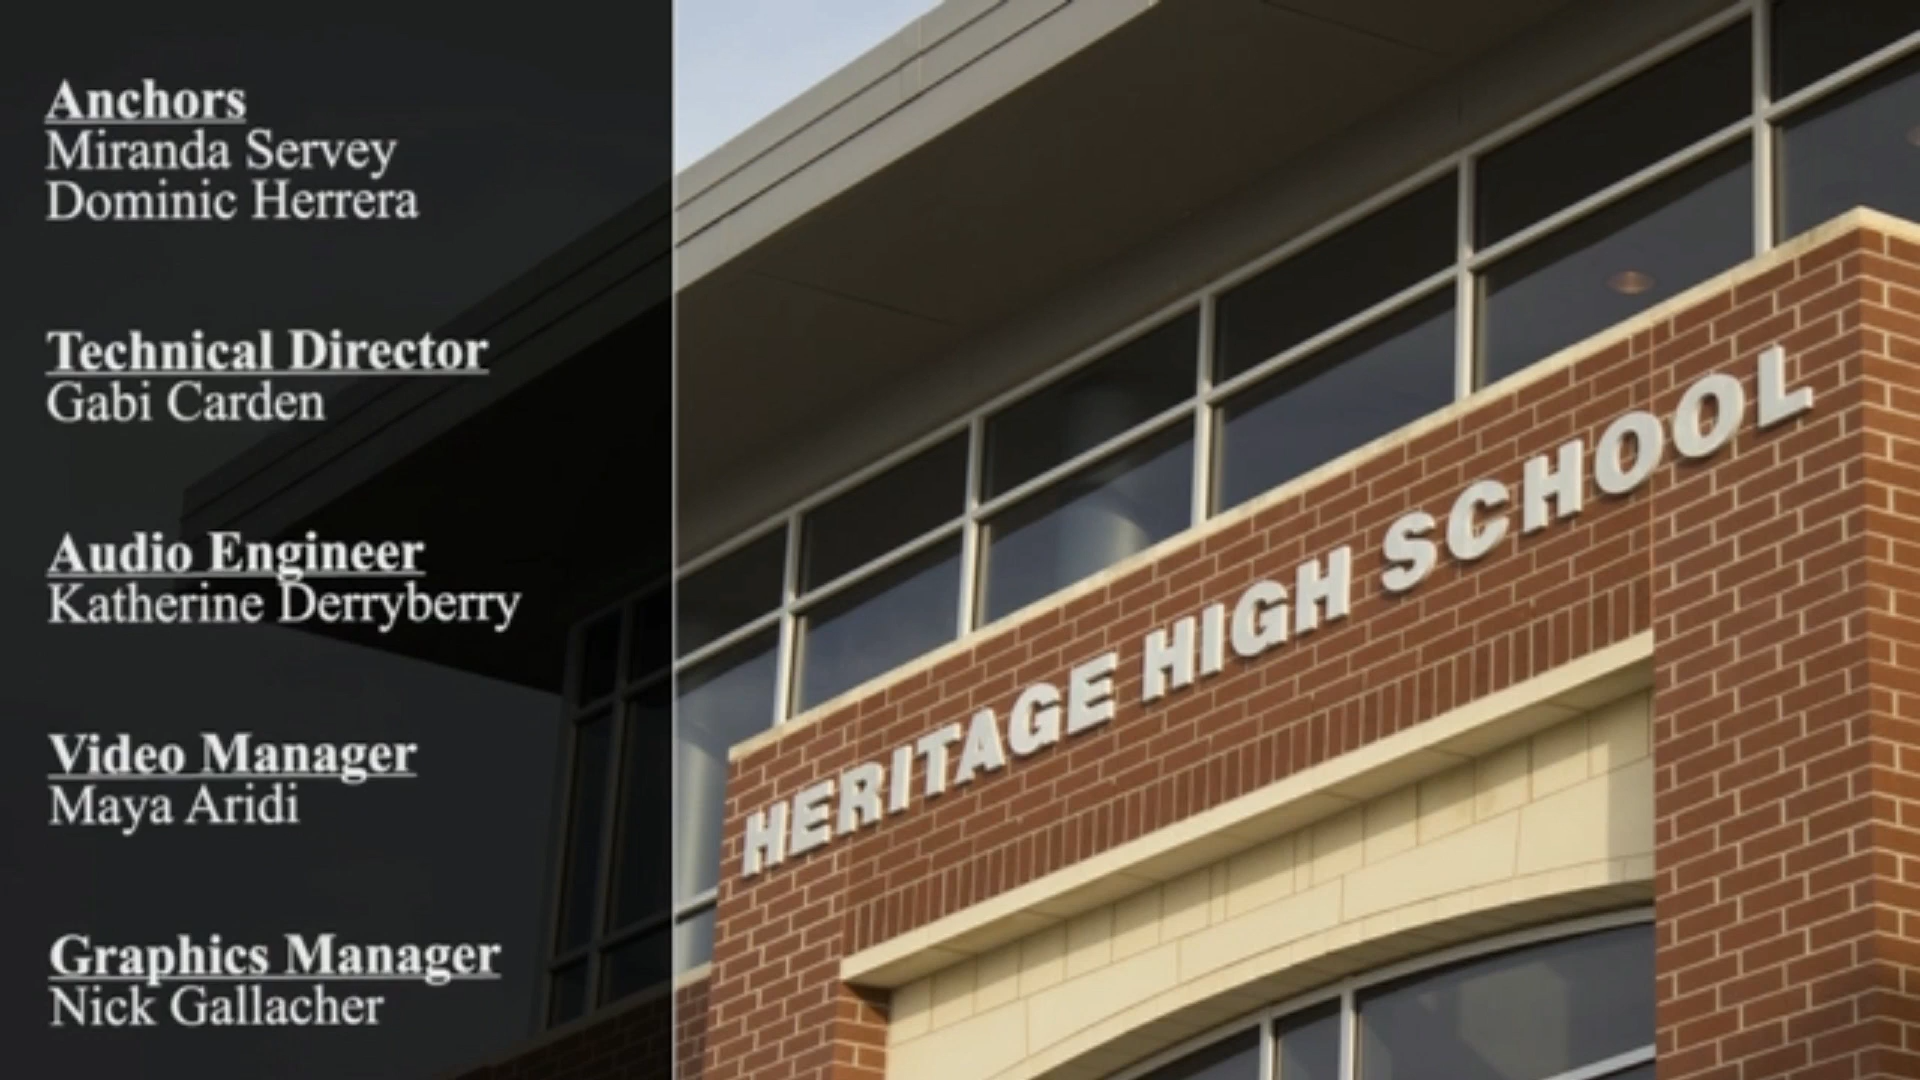 Anchors
Miranda Servey
Dominic Herrera
Technical Director
Gabi Carden
Audio Engineer
Katherine Derryberry
Video Manager
Maya Aridi
Graphics Manager
Nick Gallacher
HERITAGE HIGH SCHOOL